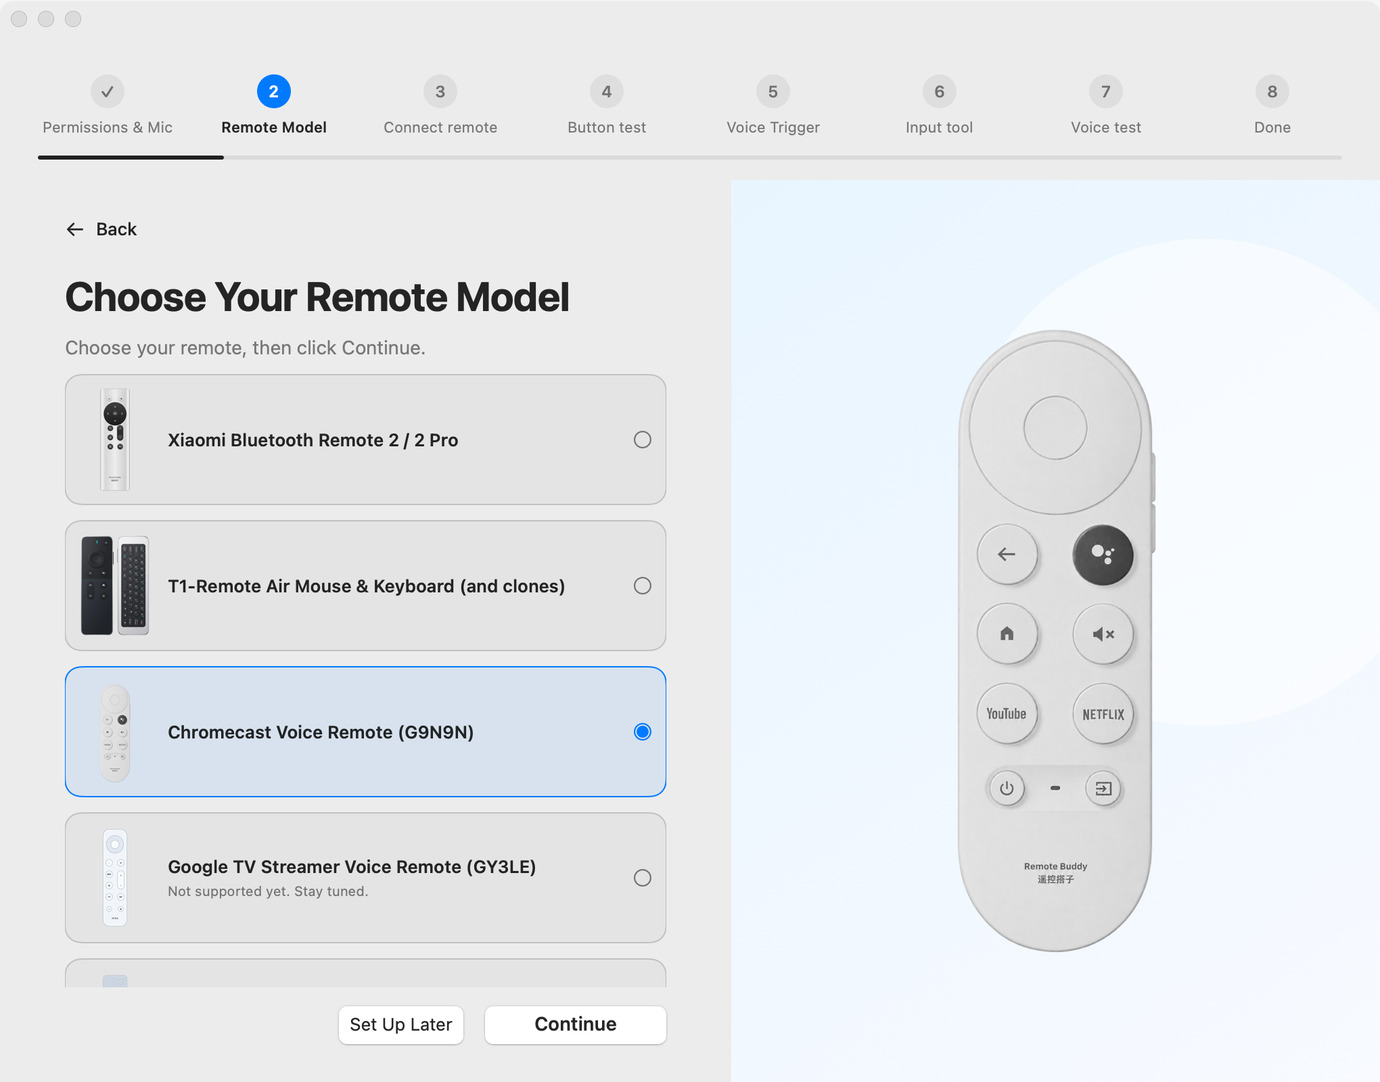 2
3
4
5
6
7
8
Permissions & Mic
Remote Model
Connect remote
Button test
Voice Trigger
Input tool
Voice test
Done
Back
Choose Your Remote Model
Choose your remote, then click Continue.
Xiaomi Bluetooth Remote 2 / 2 Pro
T1-Remote Air Mouse & Keyboard (and clones)
Chromecast Voice Remote (G9N9N)
Google TV Streamer Voice Remote (GY3LE)
Not supported yet. Stay tuned.
Set Up Later
Continue
YouTube
NETFLIX
Remote Buddy
遥控搭子